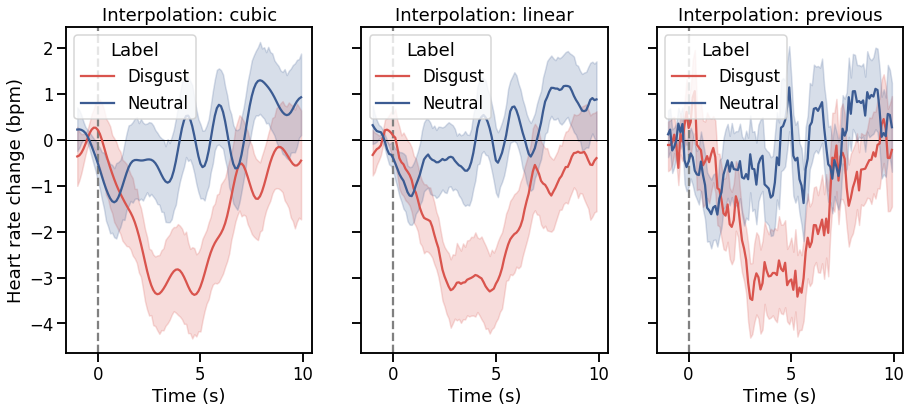 Interpolation: cubic
Interpolation: linear
Interpolation: previous
Heart rate change (bpm)
2
1
0
−1
−2
−3
−4
Label
Disgust
Neutral
Label
Disgust
Neutral
Label
Disgust
Neutral
0 5 10
0 5 10
0 5 10
Time (s)
Time (s)
Time (s)